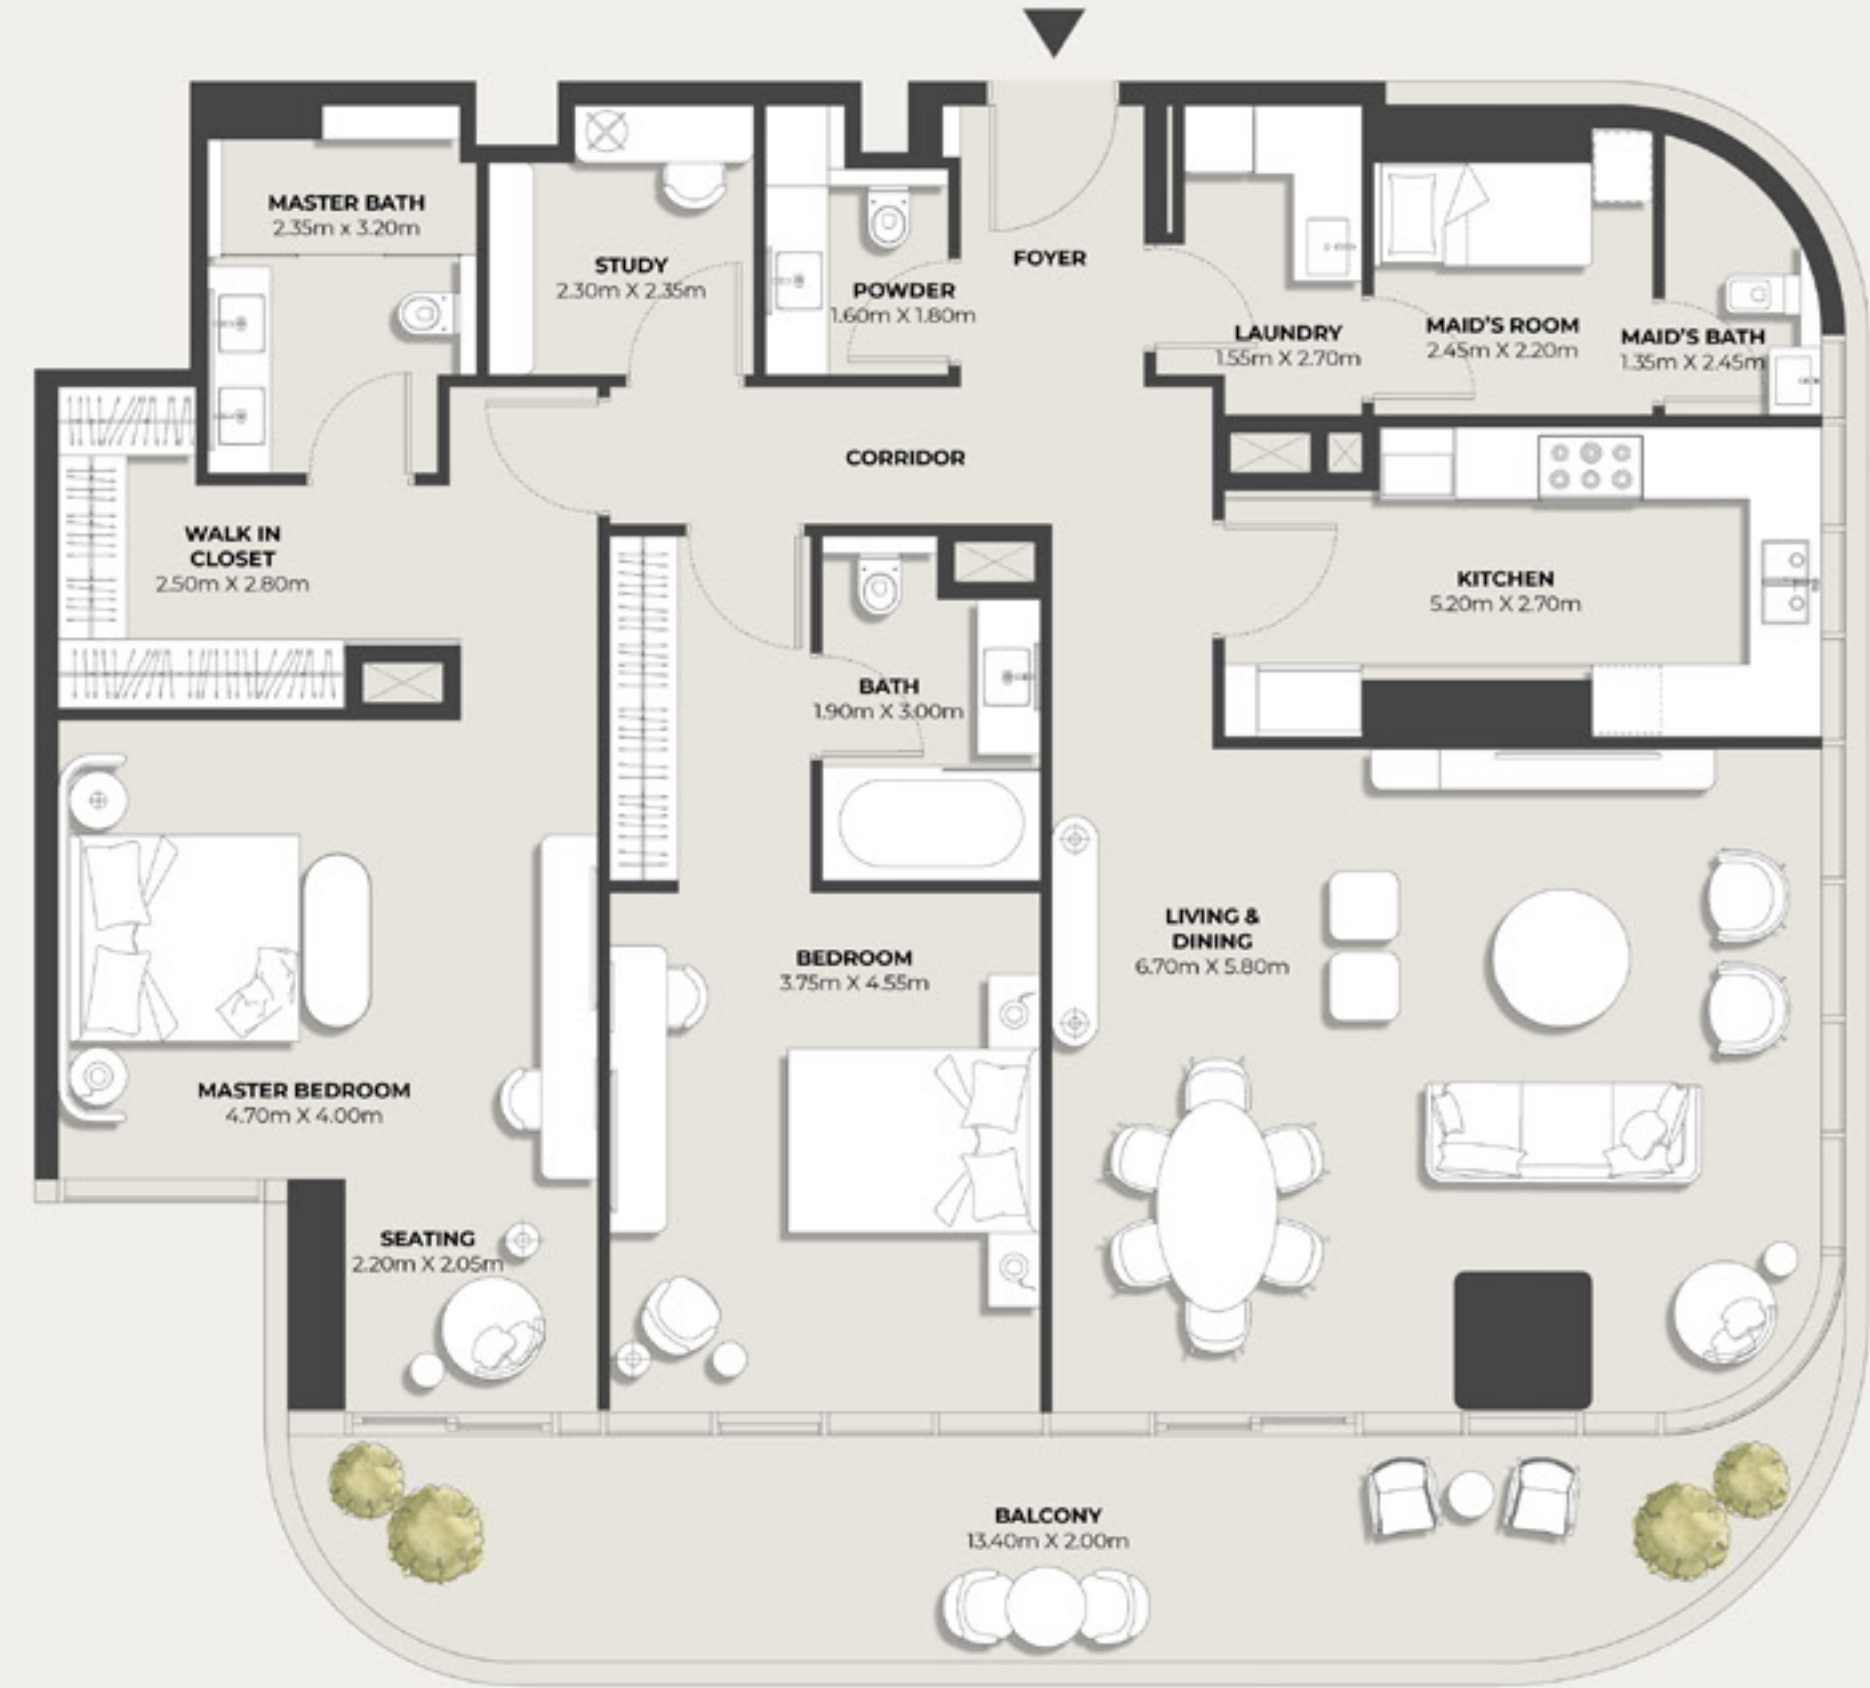 MASTER BATH
2.35m x 3.20m
STUDY
2.30m X 2.35m
POWDER
1.60m X 1.80m
FOYER
LAUNDRY
1.55m X 2.70m
MAID'S ROOM
2.45m X 2.20m
MAID'S BATH
1.35m X 2.45m
CORRIDOR
WALK IN
CLOSET
2.50m X 2.80m
KITCHEN
5.20m X 2.70m
BATH
1.90m X 3.00m
LIVING &
DINING
6.70m X 5.80m
BEDROOM
3.75m X 4.55m
MASTER BEDROOM
4.70m X 4.00m
SEATING
2.20m X 2.05m
BALCONY
13.40m X 2.00m